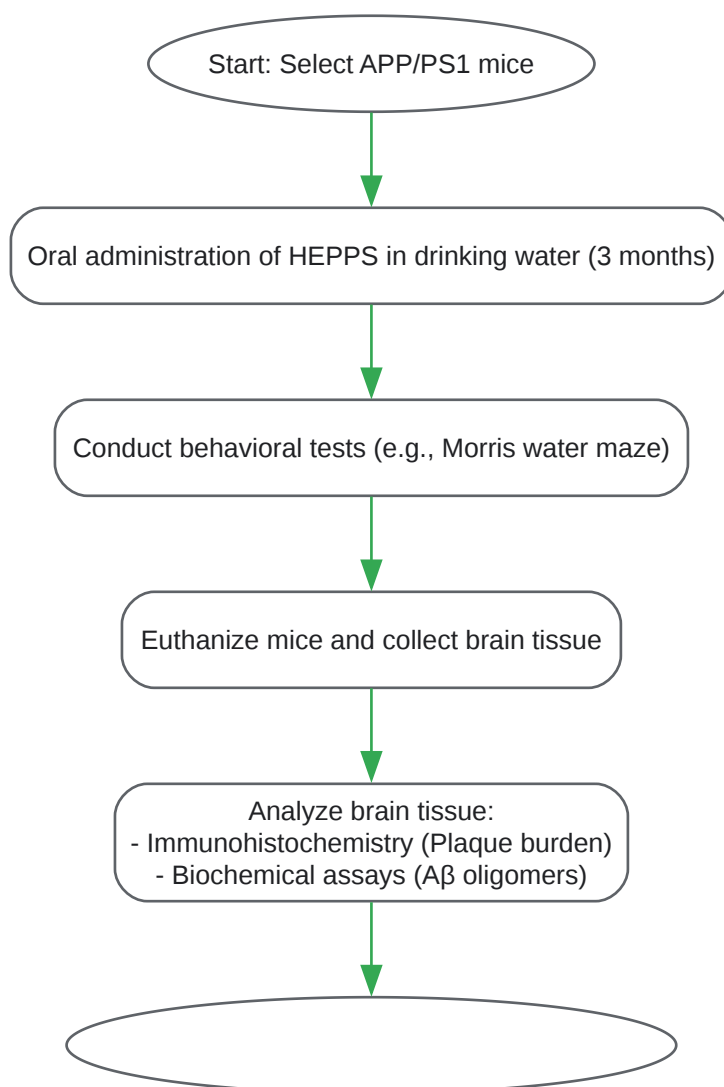 Start: Select APP/PS1 mice
Oral administration of HEPPS in drinking water (3 months)
Conduct behavioral tests (e.g., Morris water maze)
Euthanize mice and collect brain tissue
Analyze brain tissue:
- Immunohistochemistry (Plaque burden)
- Biochemical assays (Aβ oligomers)